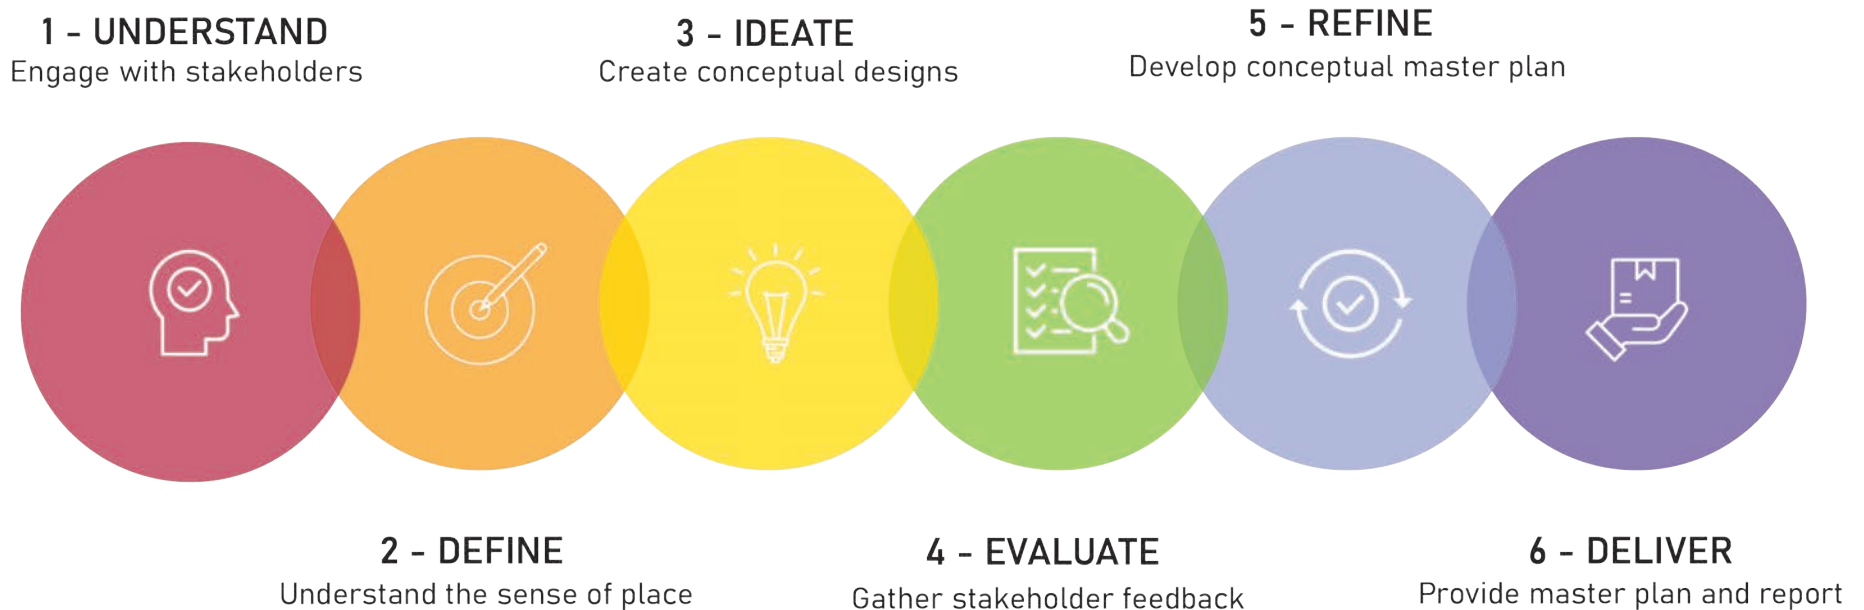 1 - UNDERSTAND
Engage with stakeholders
2 - DEFINE
Understand the sense of place
3 - IDEATE
Create conceptual designs
4 - EVALUATE
Gather stakeholder feedback
5 - REFINE
Develop conceptual master plan
6 - DELIVER
Provide master plan and report